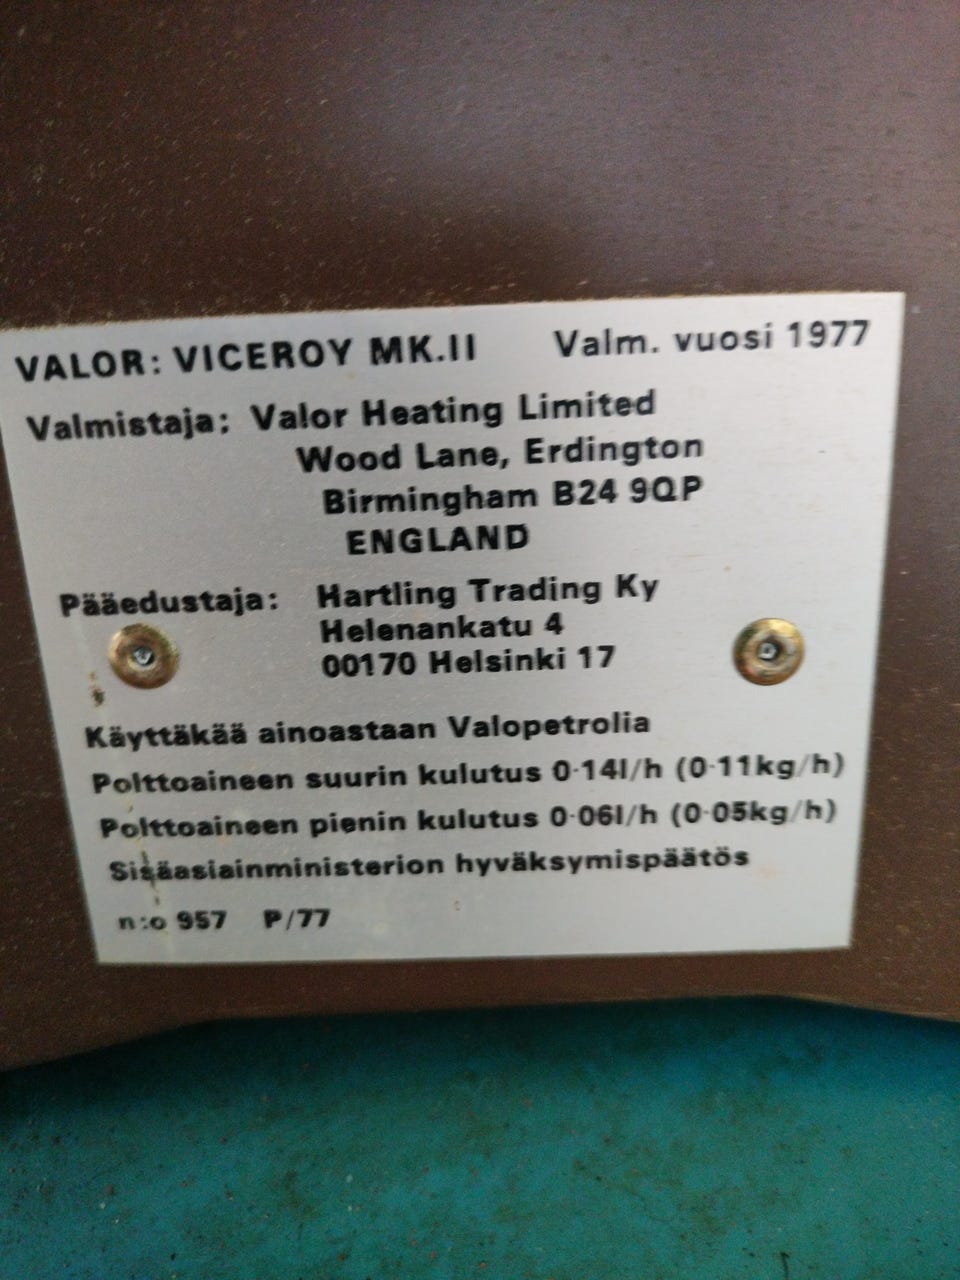 VALOR: VICEROY MK.II Valm. vuosi 1977
Valmistaja: Valor Heating Limited
Wood Lane, Erdington
Birmingham B24 9QP
ENGLAND
Pääedustaja: Hartling Trading Ky
Helenankatu 4
00170 Helsinki 17
Käyttäkää ainoastaan Valopetrolia
Polttoaineen suurin kulutus 0·14l/h (0·11kg/h)
Polttoaineen pienin kulutus 0·06l/h (0·05kg/h)
Sisäasiainministerion hyväksymispäätös
n:o 957 P/77